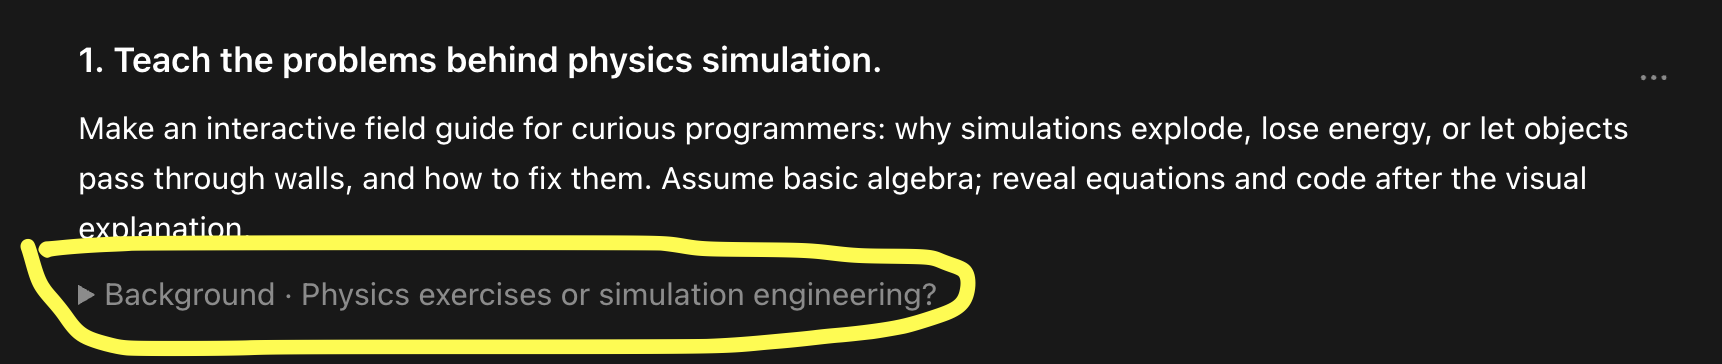 1. Teach the problems behind physics simulation.
...
Make an interactive field guide for curious programmers: why simulations explode, lose energy, or let objects
pass through walls, and how to fix them. Assume basic algebra; reveal equations and code after the visual
explanation.
▶ Background · Physics exercises or simulation engineering?